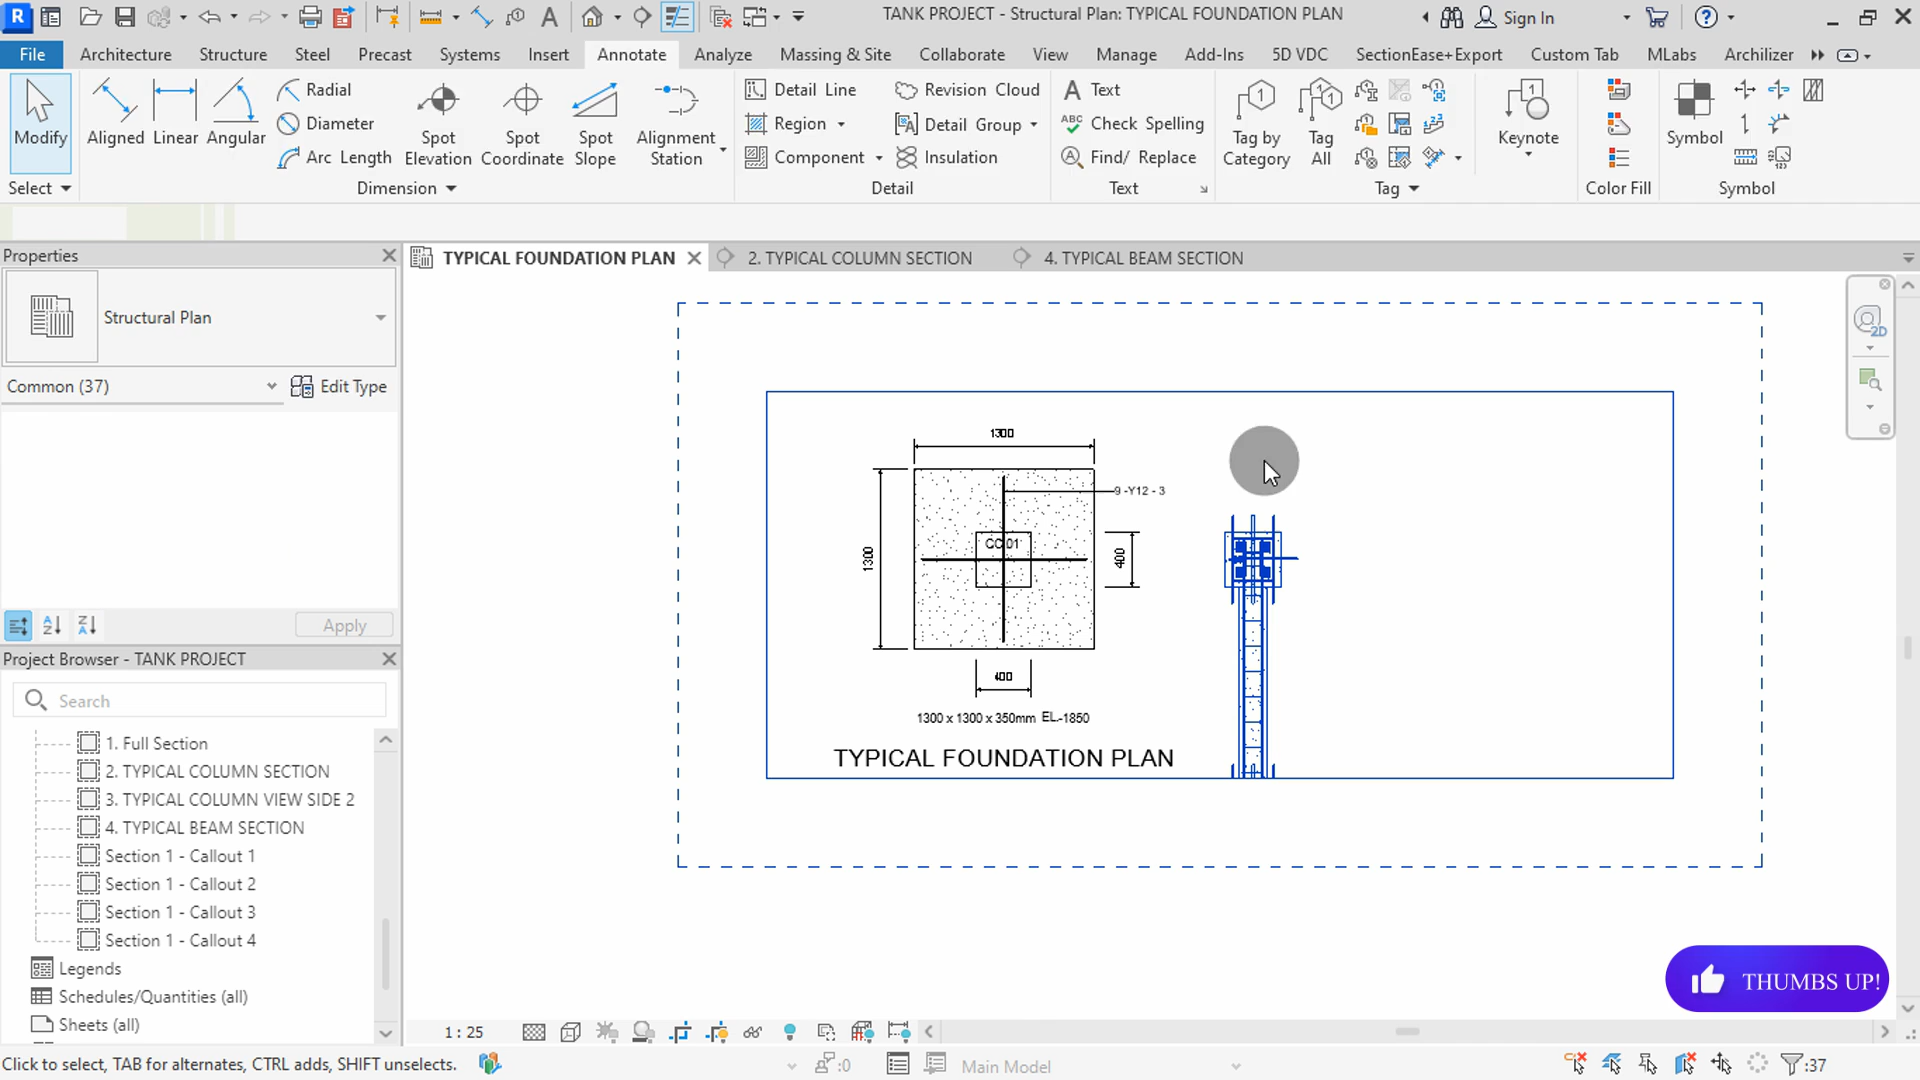 TANK PROJECT - Structural Plan: TYPICAL FOUNDATION PLAN
Sign In
File
Architecture
Structure
Steel
Precast
Systems
Insert
Annotate
Analyze
Massing & Site
Collaborate
View
Manage
Add-Ins
5D VDC
SectionEase+Export
Custom Tab
MLabs
Archilizer
Modify
Select
Aligned
Linear
Angular
Radial
Diameter
Arc Length
Spot Elevation
Spot Coordinate
Spot Slope
Alignment Station
Dimension
Detail Line
Region
Component
Revision Cloud
Detail Group
Insulation
Detail
Text
ABC
Check Spelling
Find/ Replace
Text
Tag by Category
Tag All
Tag
Keynote
Color Fill
Symbol
Symbol
Properties
Structural Plan
Common (37)
Edit Type
Apply
TYPICAL FOUNDATION PLAN
2. TYPICAL COLUMN SECTION
4. TYPICAL BEAM SECTION
2D
1300
1300
9 -Y12 - 3
400
400
1300 x 1300 x 350mm EL.-1850
TYPICAL FOUNDATION PLAN
Project Browser - TANK PROJECT
Search
1. Full Section
2. TYPICAL COLUMN SECTION
3. TYPICAL COLUMN VIEW SIDE 2
4. TYPICAL BEAM SECTION
Section 1 - Callout 1
Section 1 - Callout 2
Section 1 - Callout 3
Section 1 - Callout 4
Legends
Schedules/Quantities (all)
Sheets (all)
THUMBS UP!
1 : 25
Click to select, TAB for alternates, CTRL adds, SHIFT unselects.
:0
Main Model
:37